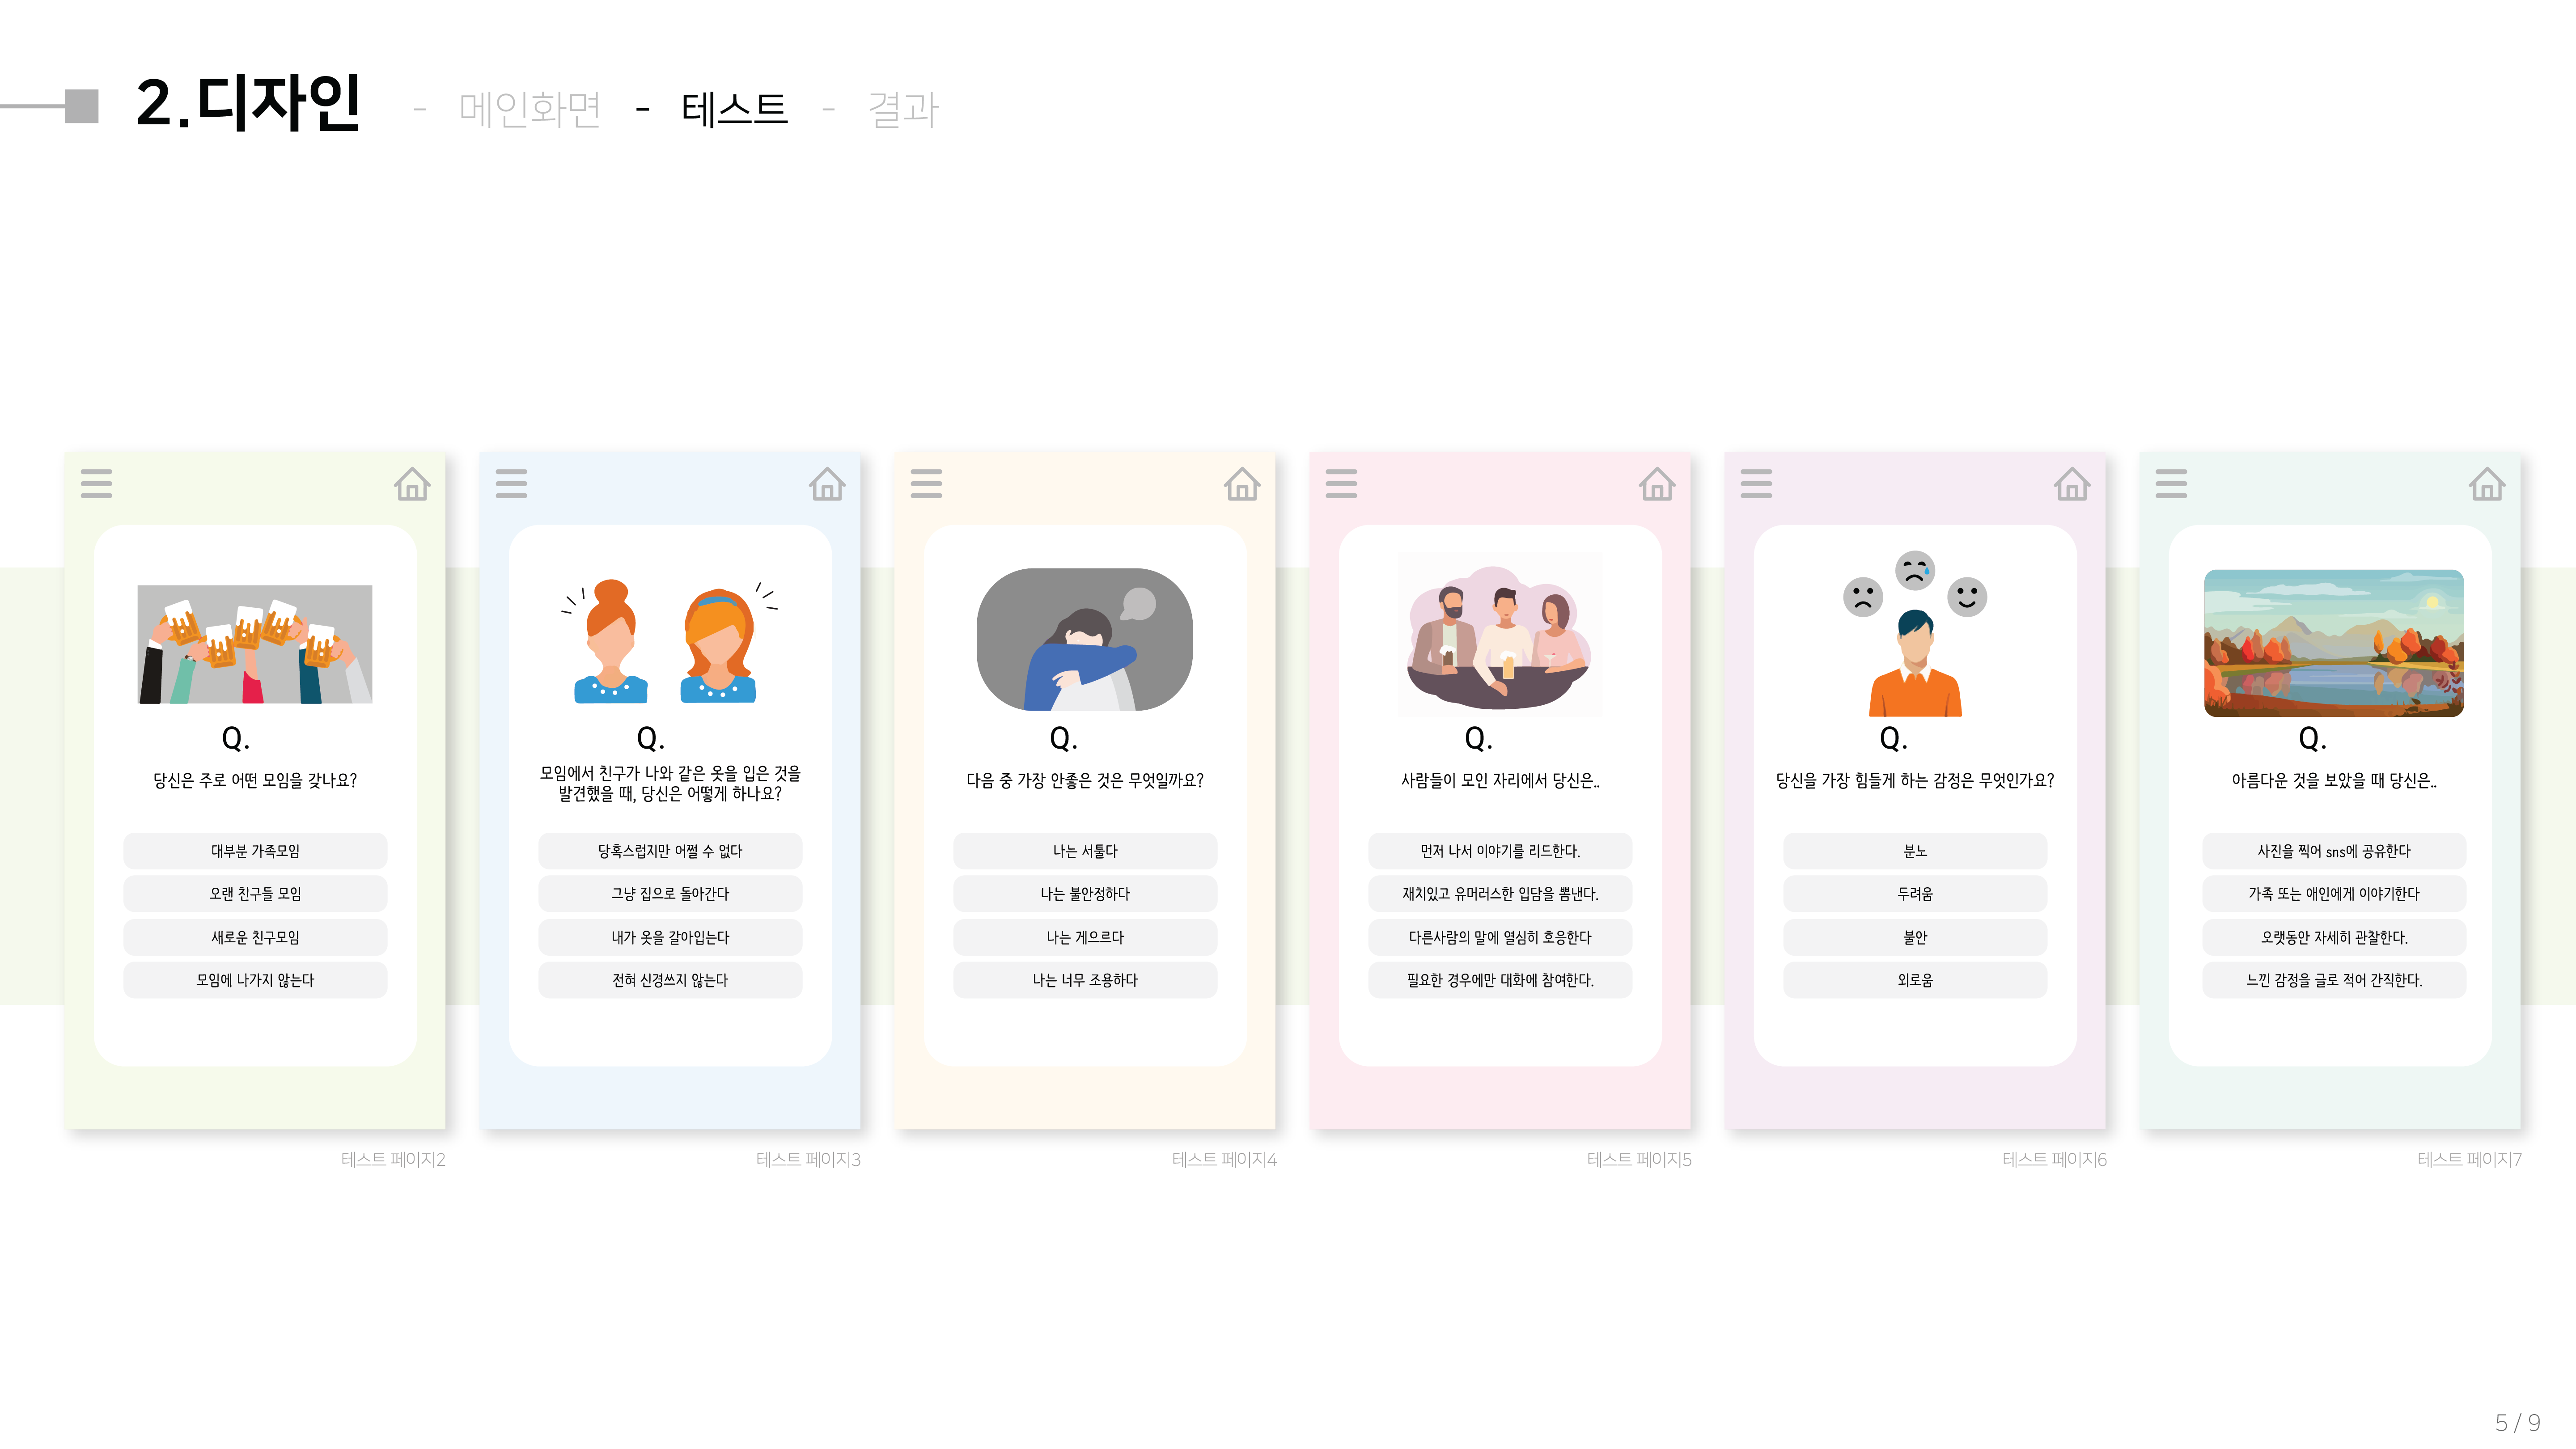 2.디자인 - 메인화면 - 테스트 - 결과
Q.
당신은 주로 어떤 모임을 갖나요?
대부분 가족모임
오랜 친구들 모임
새로운 친구모임
모임에 나가지 않는다
테스트 페이지2
Q.
모임에서 친구가 나와 같은 옷을 입은 것을
발견했을 때, 당신은 어떻게 하나요?
당혹스럽지만 어쩔 수 없다
그냥 집으로 돌아간다
내가 옷을 갈아입는다
전혀 신경쓰지 않는다
테스트 페이지3
Q.
다음 중 가장 안좋은 것은 무엇일까요?
나는 서툴다
나는 불안정하다
나는 게으르다
나는 너무 조용하다
테스트 페이지4
Q.
사람들이 모인 자리에서 당신은..
먼저 나서 이야기를 리드한다.
재치있고 유머러스한 입담을 뽐낸다.
다른사람의 말에 열심히 호응한다
필요한 경우에만 대화에 참여한다.
테스트 페이지5
Q.
당신을 가장 힘들게 하는 감정은 무엇인가요?
분노
두려움
불안
외로움
테스트 페이지6
Q.
아름다운 것을 보았을 때 당신은..
사진을 찍어 sns에 공유한다
가족 또는 애인에게 이야기한다
오랫동안 자세히 관찰한다.
느낀 감정을 글로 적어 간직한다.
테스트 페이지7
5 / 9